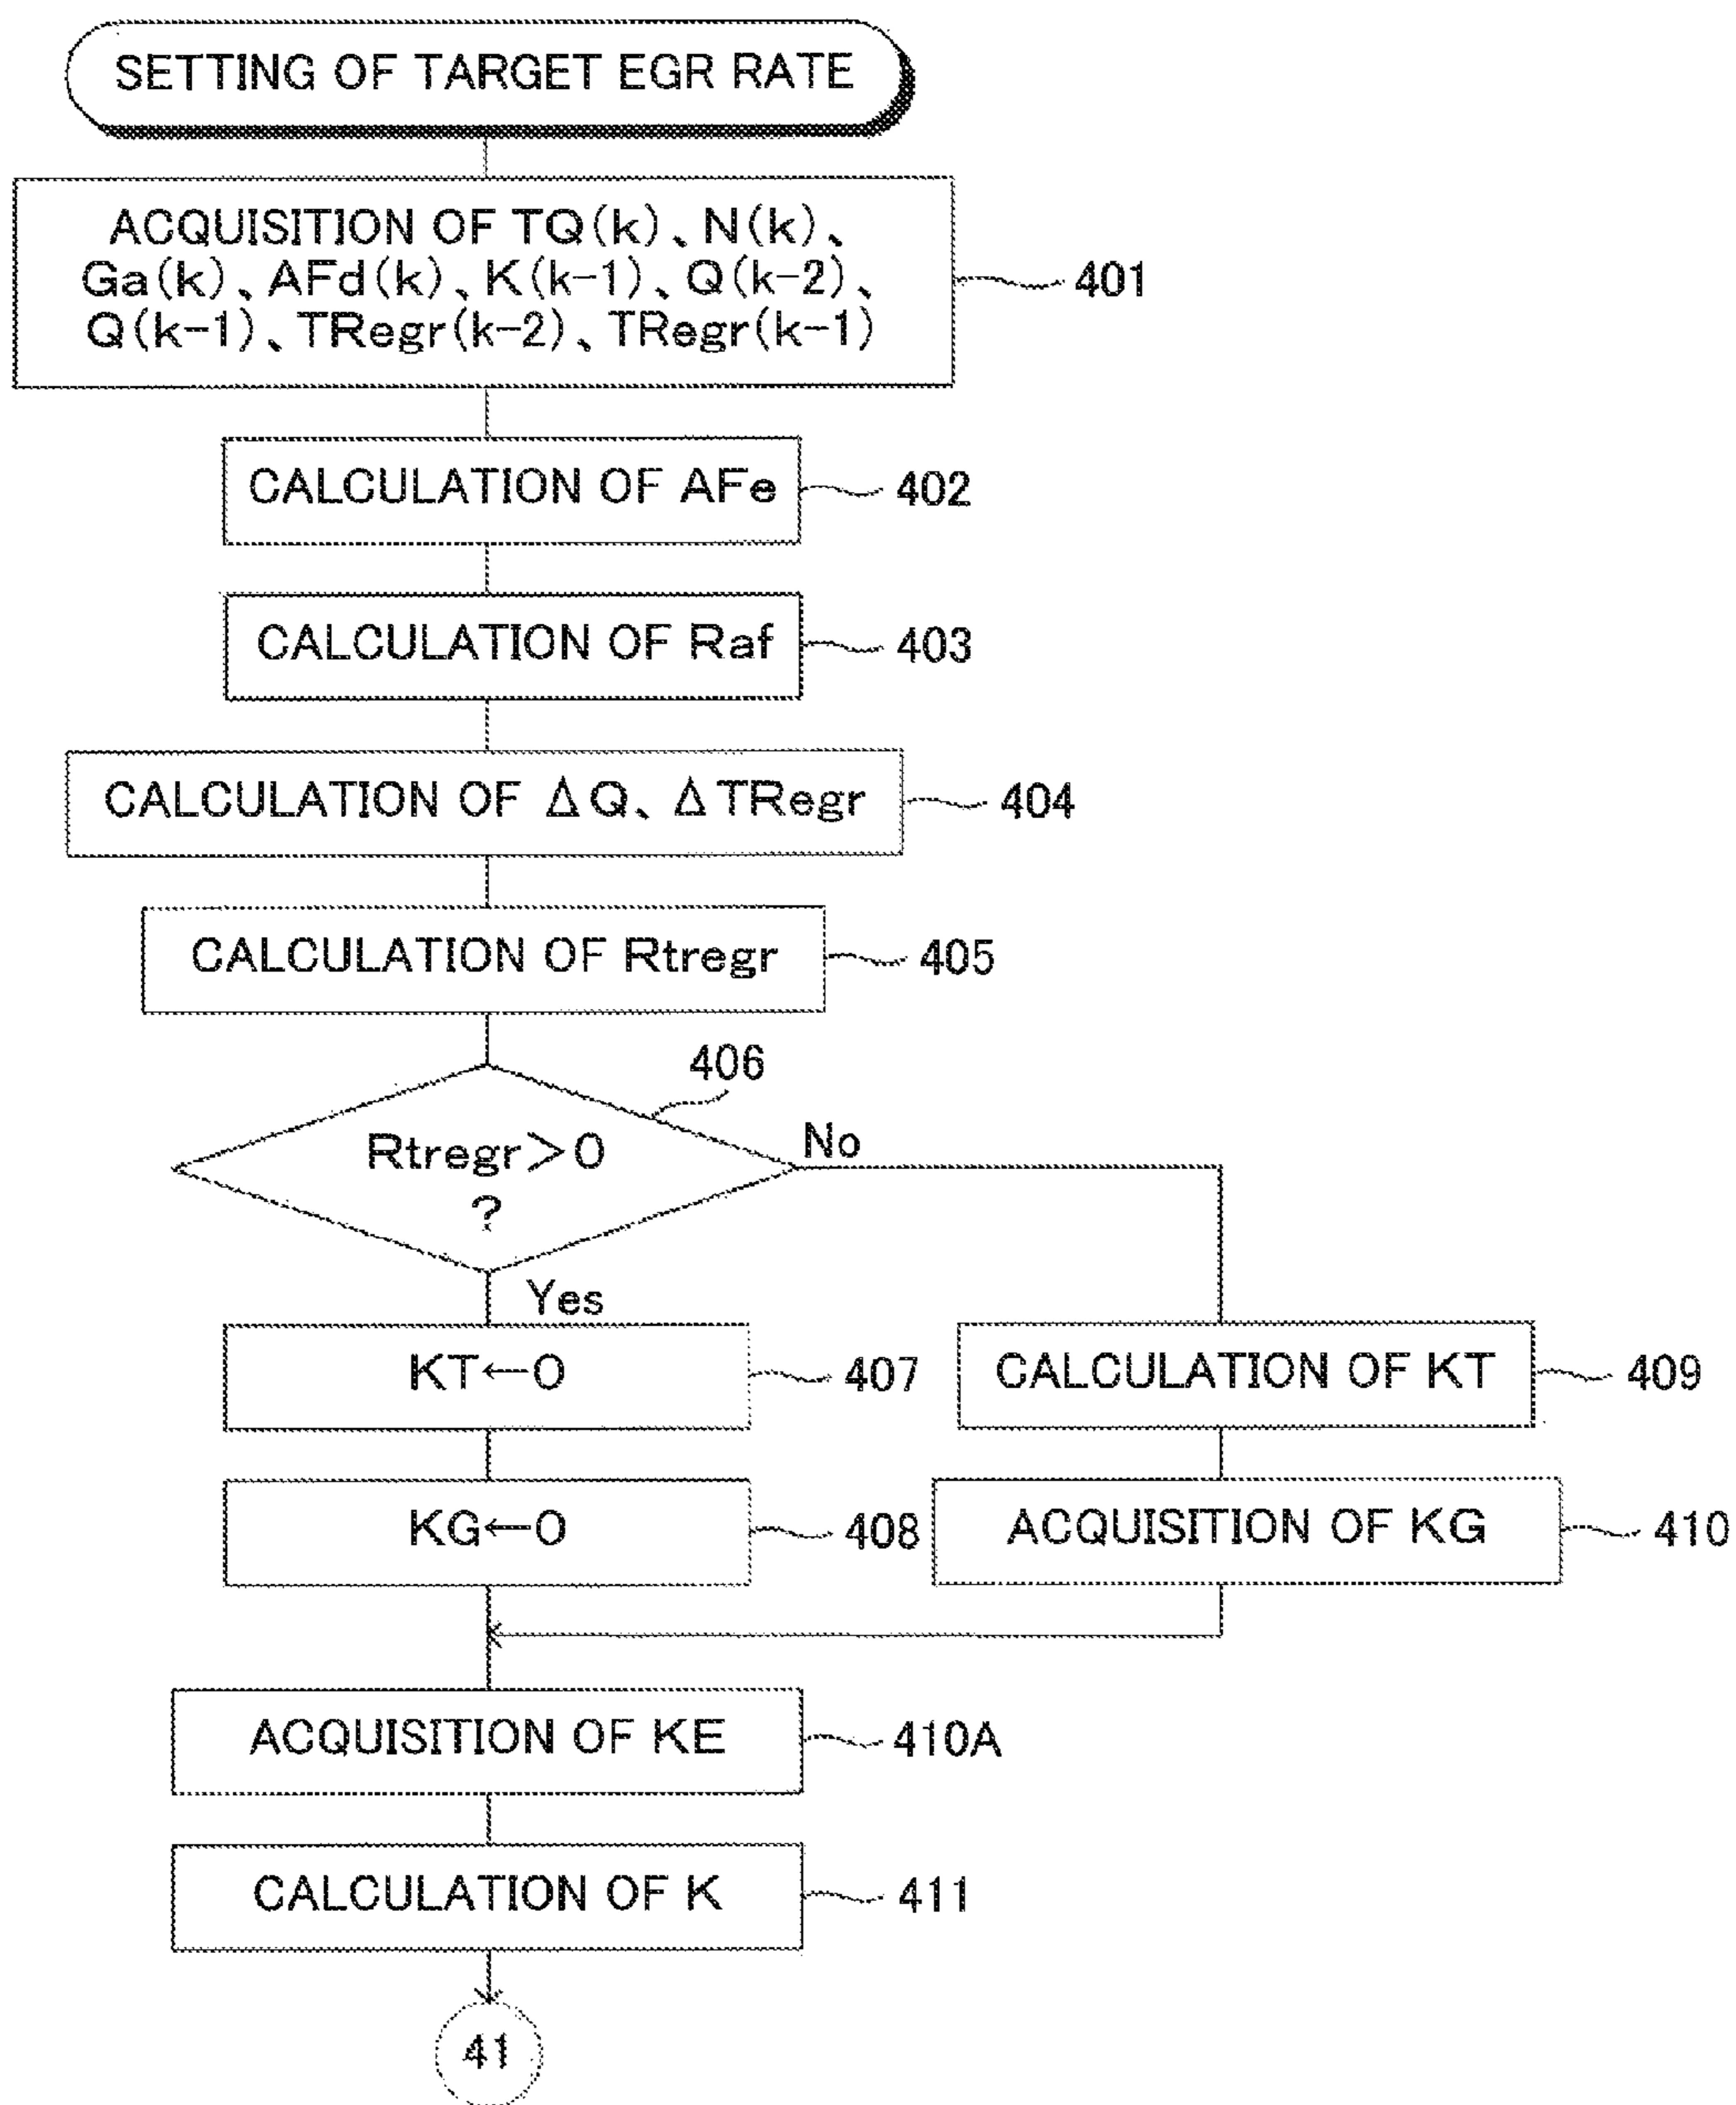 SETTING OF TARGET EGR RATE
ACQUISITION OF TQ(k)、N(k)、
Ga(k)、AFd(k)、K(k-1)、Q(k-2)、
Q(k-1)、TRegr(k-2)、TRegr(k-1)
401
CALCULATION OF AFe
402
CALCULATION OF Raf
403
CALCULATION OF ΔQ、ΔTRegr
404
CALCULATION OF Rtregr
405
406
Rtregr>0
?
No
Yes
KT←0
407
CALCULATION OF KT
409
KG←0
408
ACQUISITION OF KG
410
ACQUISITION OF KE
410A
CALCULATION OF K
411
41